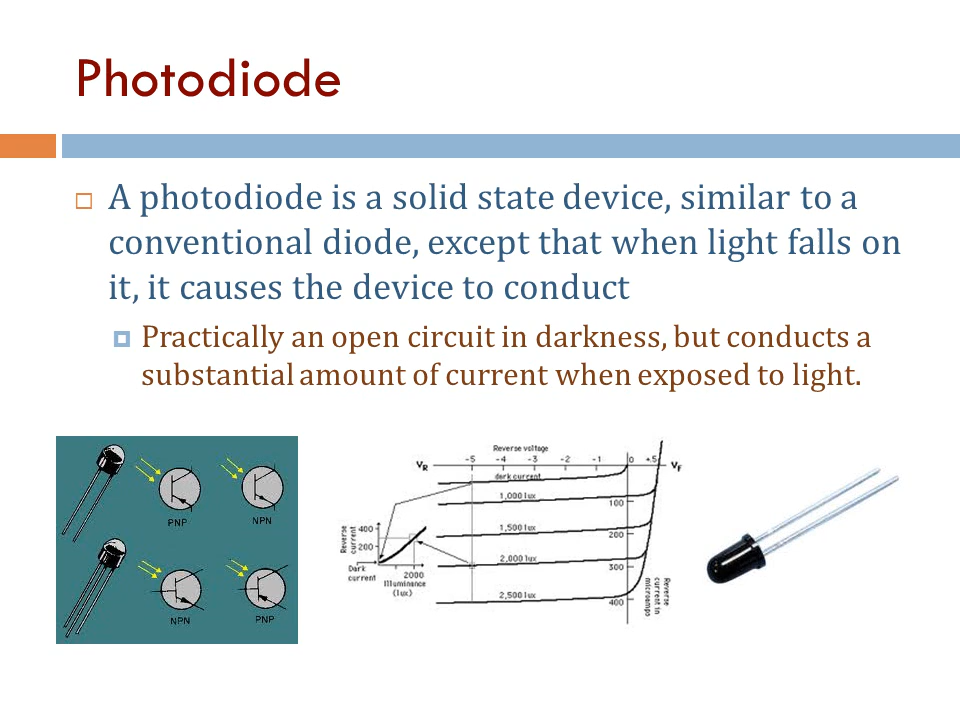 Photodiode
A photodiode is a solid state device, similar to a
conventional diode, except that when light falls on
it, it causes the device to conduct
Practically an open circuit in darkness, but conducts a
substantial amount of current when exposed to light.
PNP
NPN
NPN
PNP
Reverse voltage
VR -5 -4 -3 -2 -1 0 +.5 VF
dark current
1,000 lux
100
1,500 lux
200
2,000 lux
300
2,500 lux
400
Reverse
current in
microamps
Reverse
current
400
200
Dark
current
2000
Illuminance
(lux)